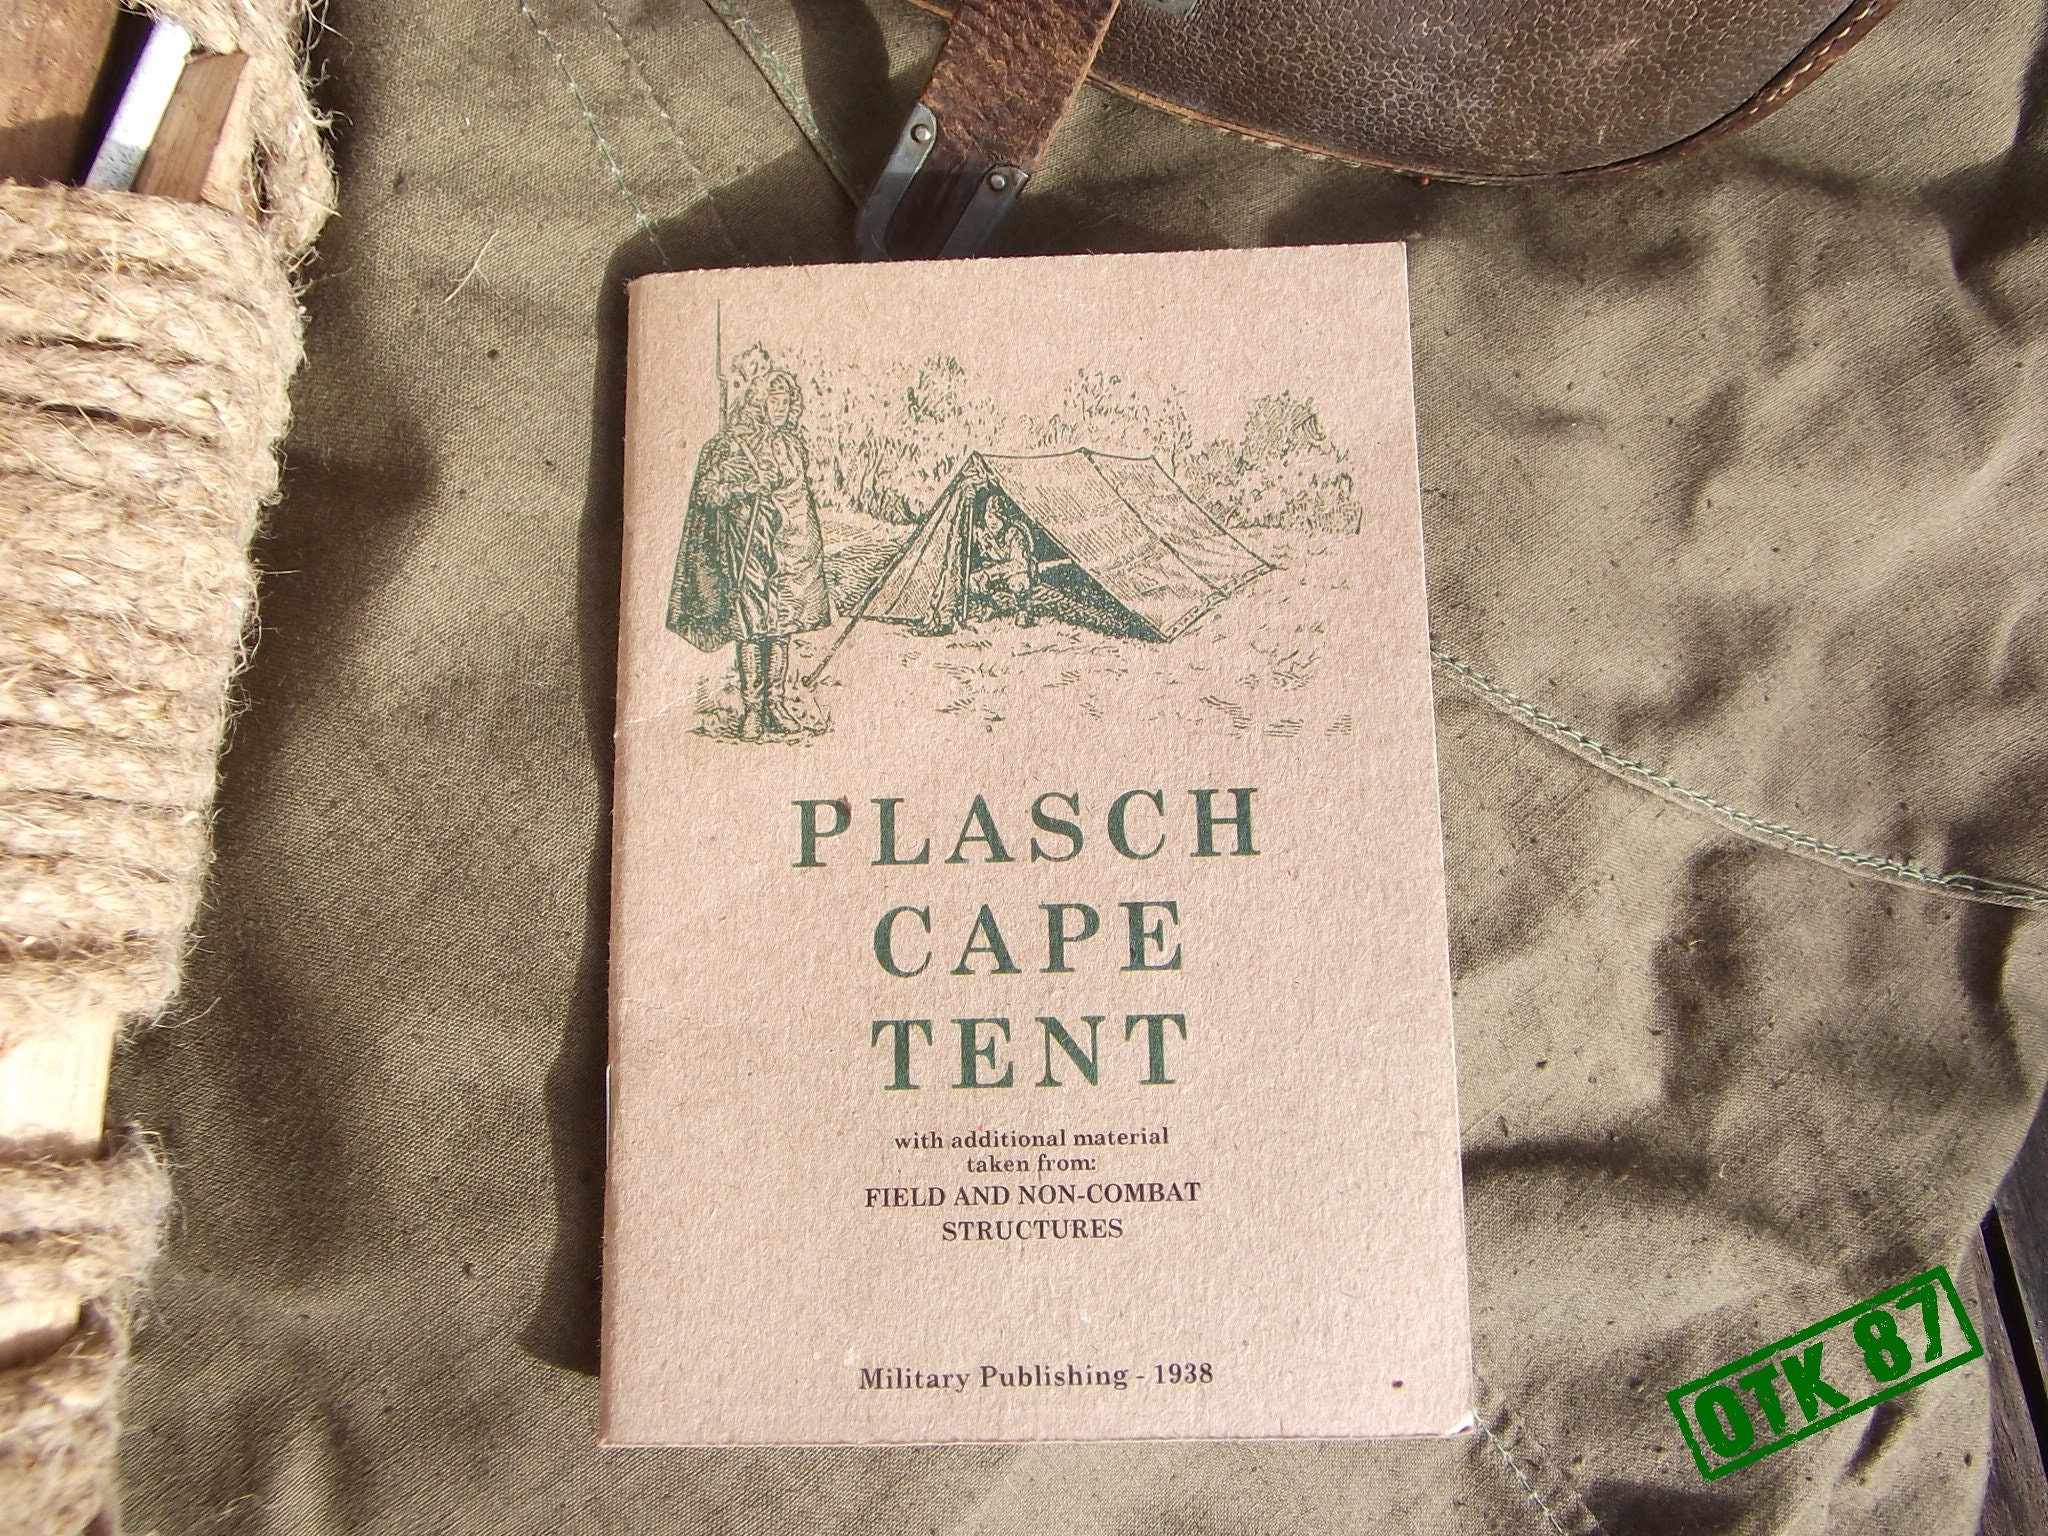 PLASCH
CAPE
TENT
with additional material
taken from:
FIELD AND NON-COMBAT
STRUCTURES
Military Publishing - 1938
OTK 87